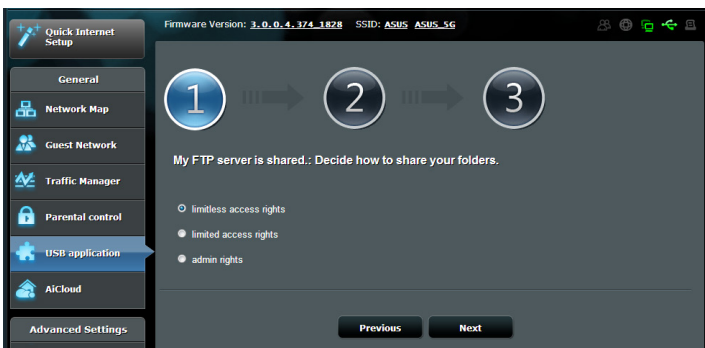 Quick Internet
Setup
Firmware Version: 3.0.0.4.374_1828 SSID: ASUS ASUS_5G
General
Network Map
Guest Network
Traffic Manager
Parental control
USB application
AiCloud
Advanced Settings
1 2 3
My FTP server is shared.: Decide how to share your folders.
limitless access rights
limited access rights
admin rights
Previous Next